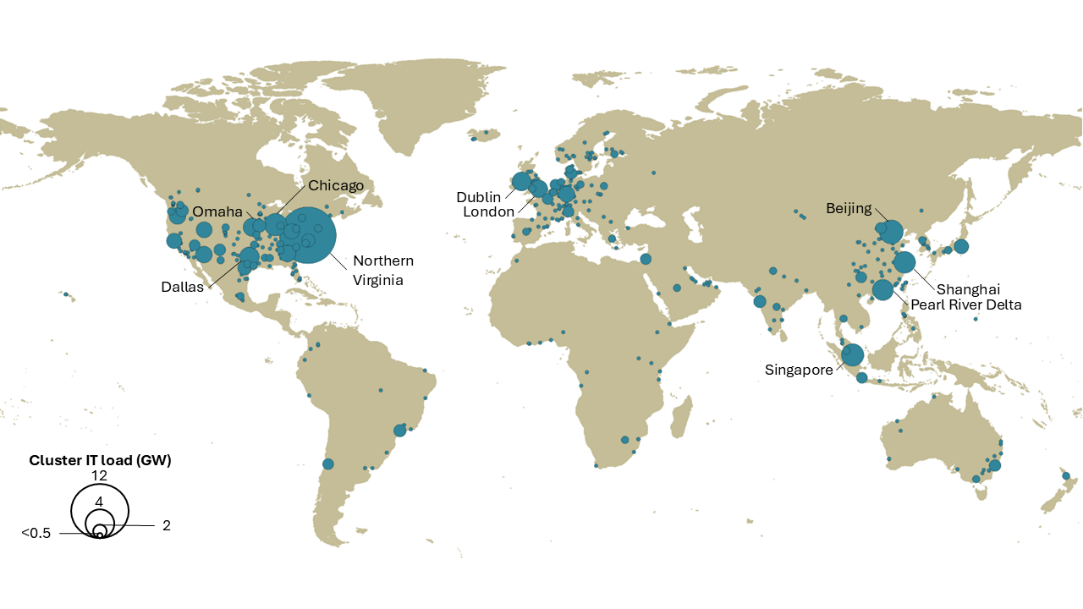 Chicago
Omaha
Dublin
London
Beijing
Northern
Virginia
Dallas
Shanghai
Pearl River Delta
Singapore
Cluster IT load (GW)
12
4
2
<0.5